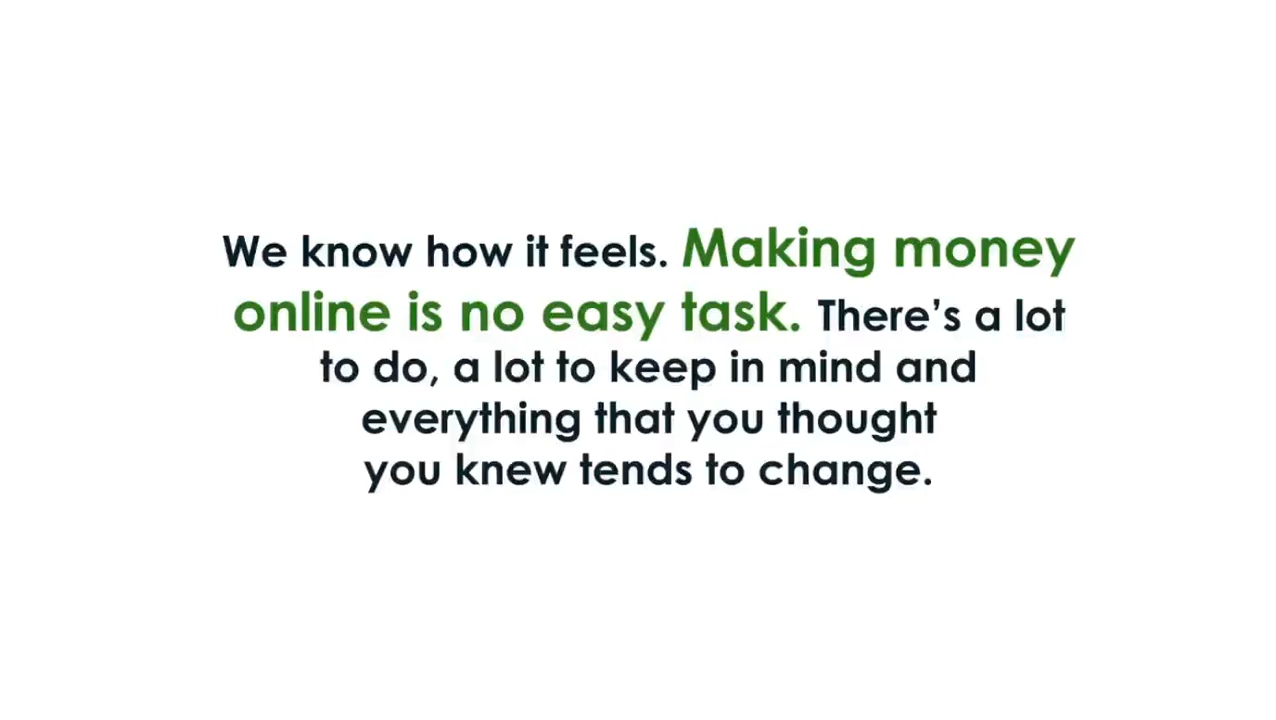 We know how it feels. Making money
online is no easy task. There’s a lot
to do, a lot to keep in mind and
everything that you thought
you knew tends to change.